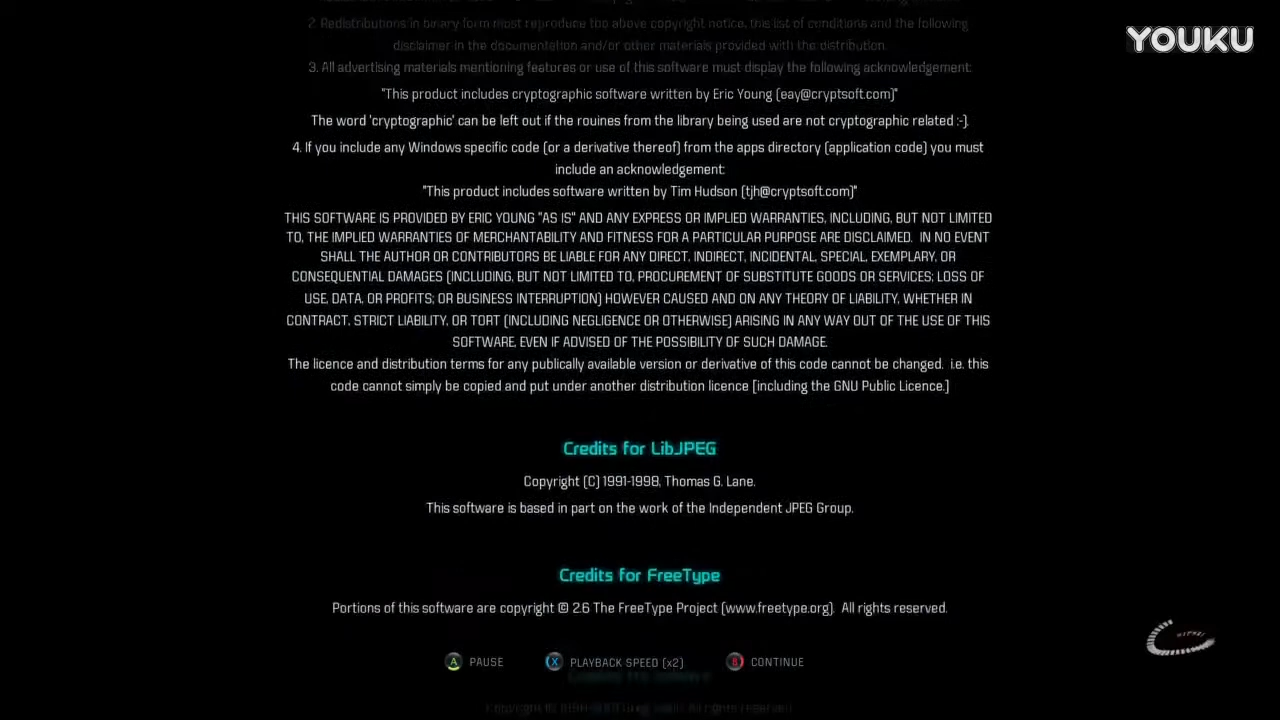 2. Redistributions in binary form most reproduce too above copyright notice, this list of conditions and the following
disclaimer in the documentation and/or other materials provided with the distribution.
3. All advertising materials mentioning features or use of this software must display the following acknowledgement:
"This product includes cryptographic software written by Eric Young (eay@cryptsoft.com)"
The word 'cryptographic' can be left out if the rouines from the library being used are not cryptographic related :-).
4. If you include any Windows specific code (or a derivative thereof) from the apps directory (application code) you must
include an acknowledgement:
"This product includes software written by Tim Hudson (tjh@cryptsoft.com)"
THIS SOFTWARE IS PROVIDED BY ERIC YOUNG "AS IS" AND ANY EXPRESS OR IMPLIED WARRANTIES, INCLUDING, BUT NOT LIMITED
TO, THE IMPLIED WARRANTIES OF MERCHANTABILITY AND FITNESS FOR A PARTICULAR PURPOSE ARE DISCLAIMED. IN NO EVENT
SHALL THE AUTHOR OR CONTRIBUTORS BE LIABLE FOR ANY DIRECT, INDIRECT, INCIDENTAL, SPECIAL, EXEMPLARY, OR
CONSEQUENTIAL DAMAGES (INCLUDING, BUT NOT LIMITED TO, PROCUREMENT OF SUBSTITUTE GOODS OR SERVICES; LOSS OF
USE, DATA, OR PROFITS; OR BUSINESS INTERRUPTION) HOWEVER CAUSED AND ON ANY THEORY OF LIABILITY, WHETHER IN
CONTRACT, STRICT LIABILITY, OR TORT (INCLUDING NEGLIGENCE OR OTHERWISE) ARISING IN ANY WAY OUT OF THE USE OF THIS
SOFTWARE, EVEN IF ADVISED OF THE POSSIBILITY OF SUCH DAMAGE.
The licence and distribution terms for any publically available version or derivative of this code cannot be changed. i.e. this
code cannot simply be copied and put under another distribution licence [including the GNU Public Licence.]
Credits for LibJPEG
Copyright (C) 1991-1998, Thomas G. Lane.
This software is based in part on the work of the Independent JPEG Group.
Credits for FreeType
Portions of this software are copyright © 2.6 The FreeType Project (www.freetype.org). All rights reserved.
A PAUSE X PLAYBACK SPEED (x2) B CONTINUE
YOUKU